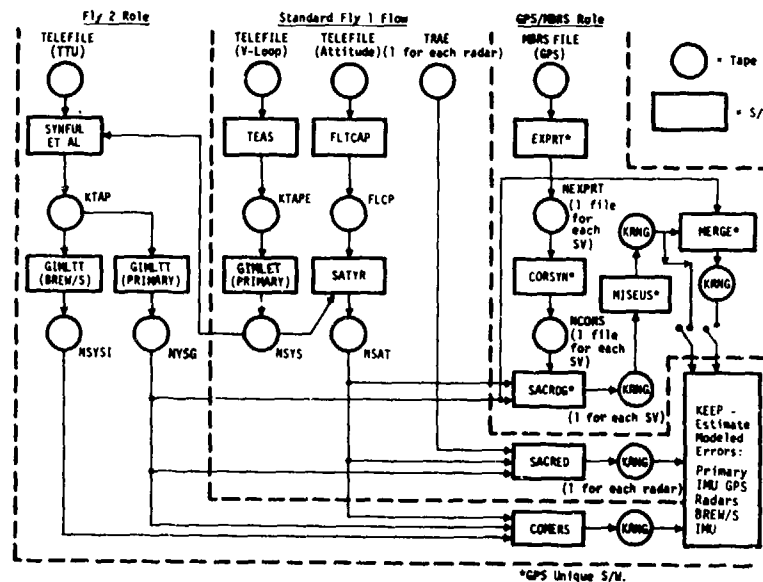 Fly 2 Role
Standard Fly 1 Flow
GPS/MBRS Role
TELEFILE
(TTU)
TELEFILE
(V-Loop)
TELEFILE
(Attitude)
TRAE
(1 for each radar)
MBRS FILE
(GPS)
= Tape
= S/
SYNFUL
ET AL
TEAS
FLTCAP
EXPRT*
KTAP
KTAPE
FLCP
NEXPRT
(1 file
for
each
SV)
KRNG
MERGE*
GIMLTT
(BREW/S)
GIMLTT
(PRIMARY)
GIMLET
(PRIMARY)
SATYR
CORSYN*
MISEUS*
KRNG
NSYSI
NYSG
NSYS
NSAT
NCORS
(1 file
for each
SV)
SACROG*
KRNG
(1 for each SV)
KEEP -
Estimate
Modeled
Errors:
Primary
IMU GPS
Radars
BREW/S
IMU
SACRED
KRNG
(1 for each radar)
COMERS
KRNG
*GPS Unique S/W.